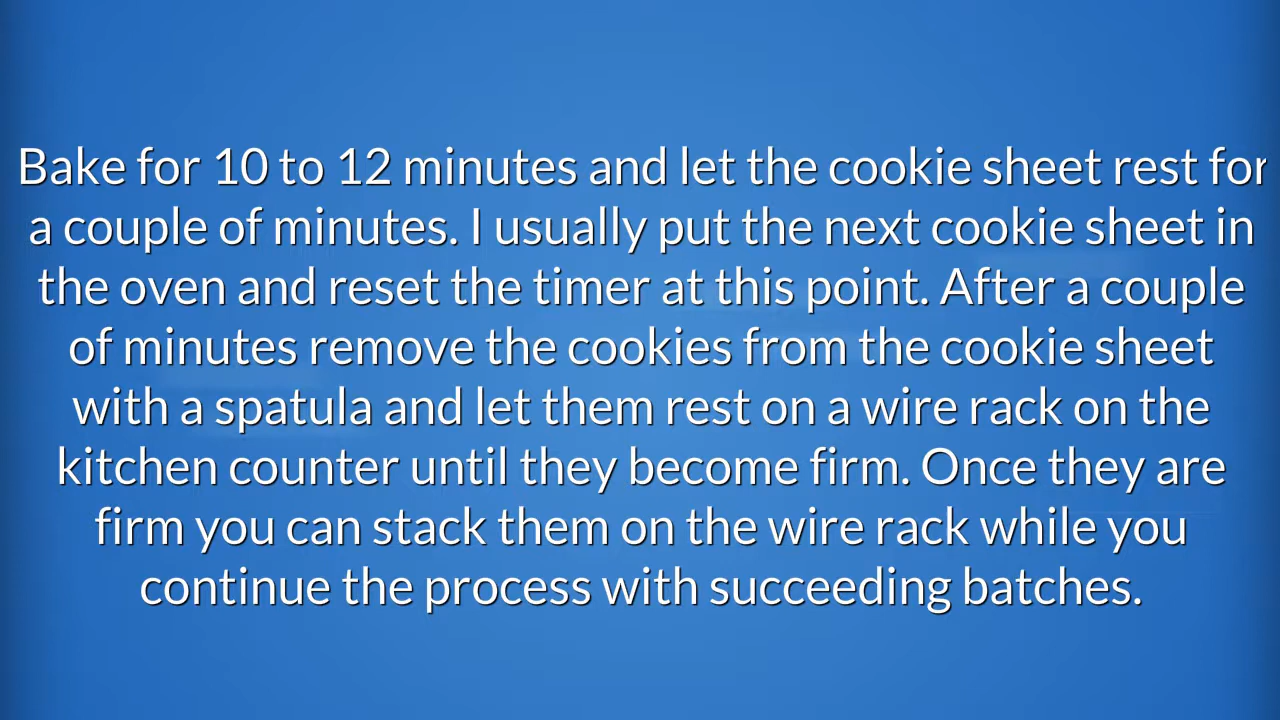 Bake for 10 to 12 minutes and let the cookie sheet rest for
a couple of minutes. I usually put the next cookie sheet in
the oven and reset the timer at this point. After a couple
of minutes remove the cookies from the cookie sheet
with a spatula and let them rest on a wire rack on the
kitchen counter until they become firm. Once they are
firm you can stack them on the wire rack while you
continue the process with succeeding batches.